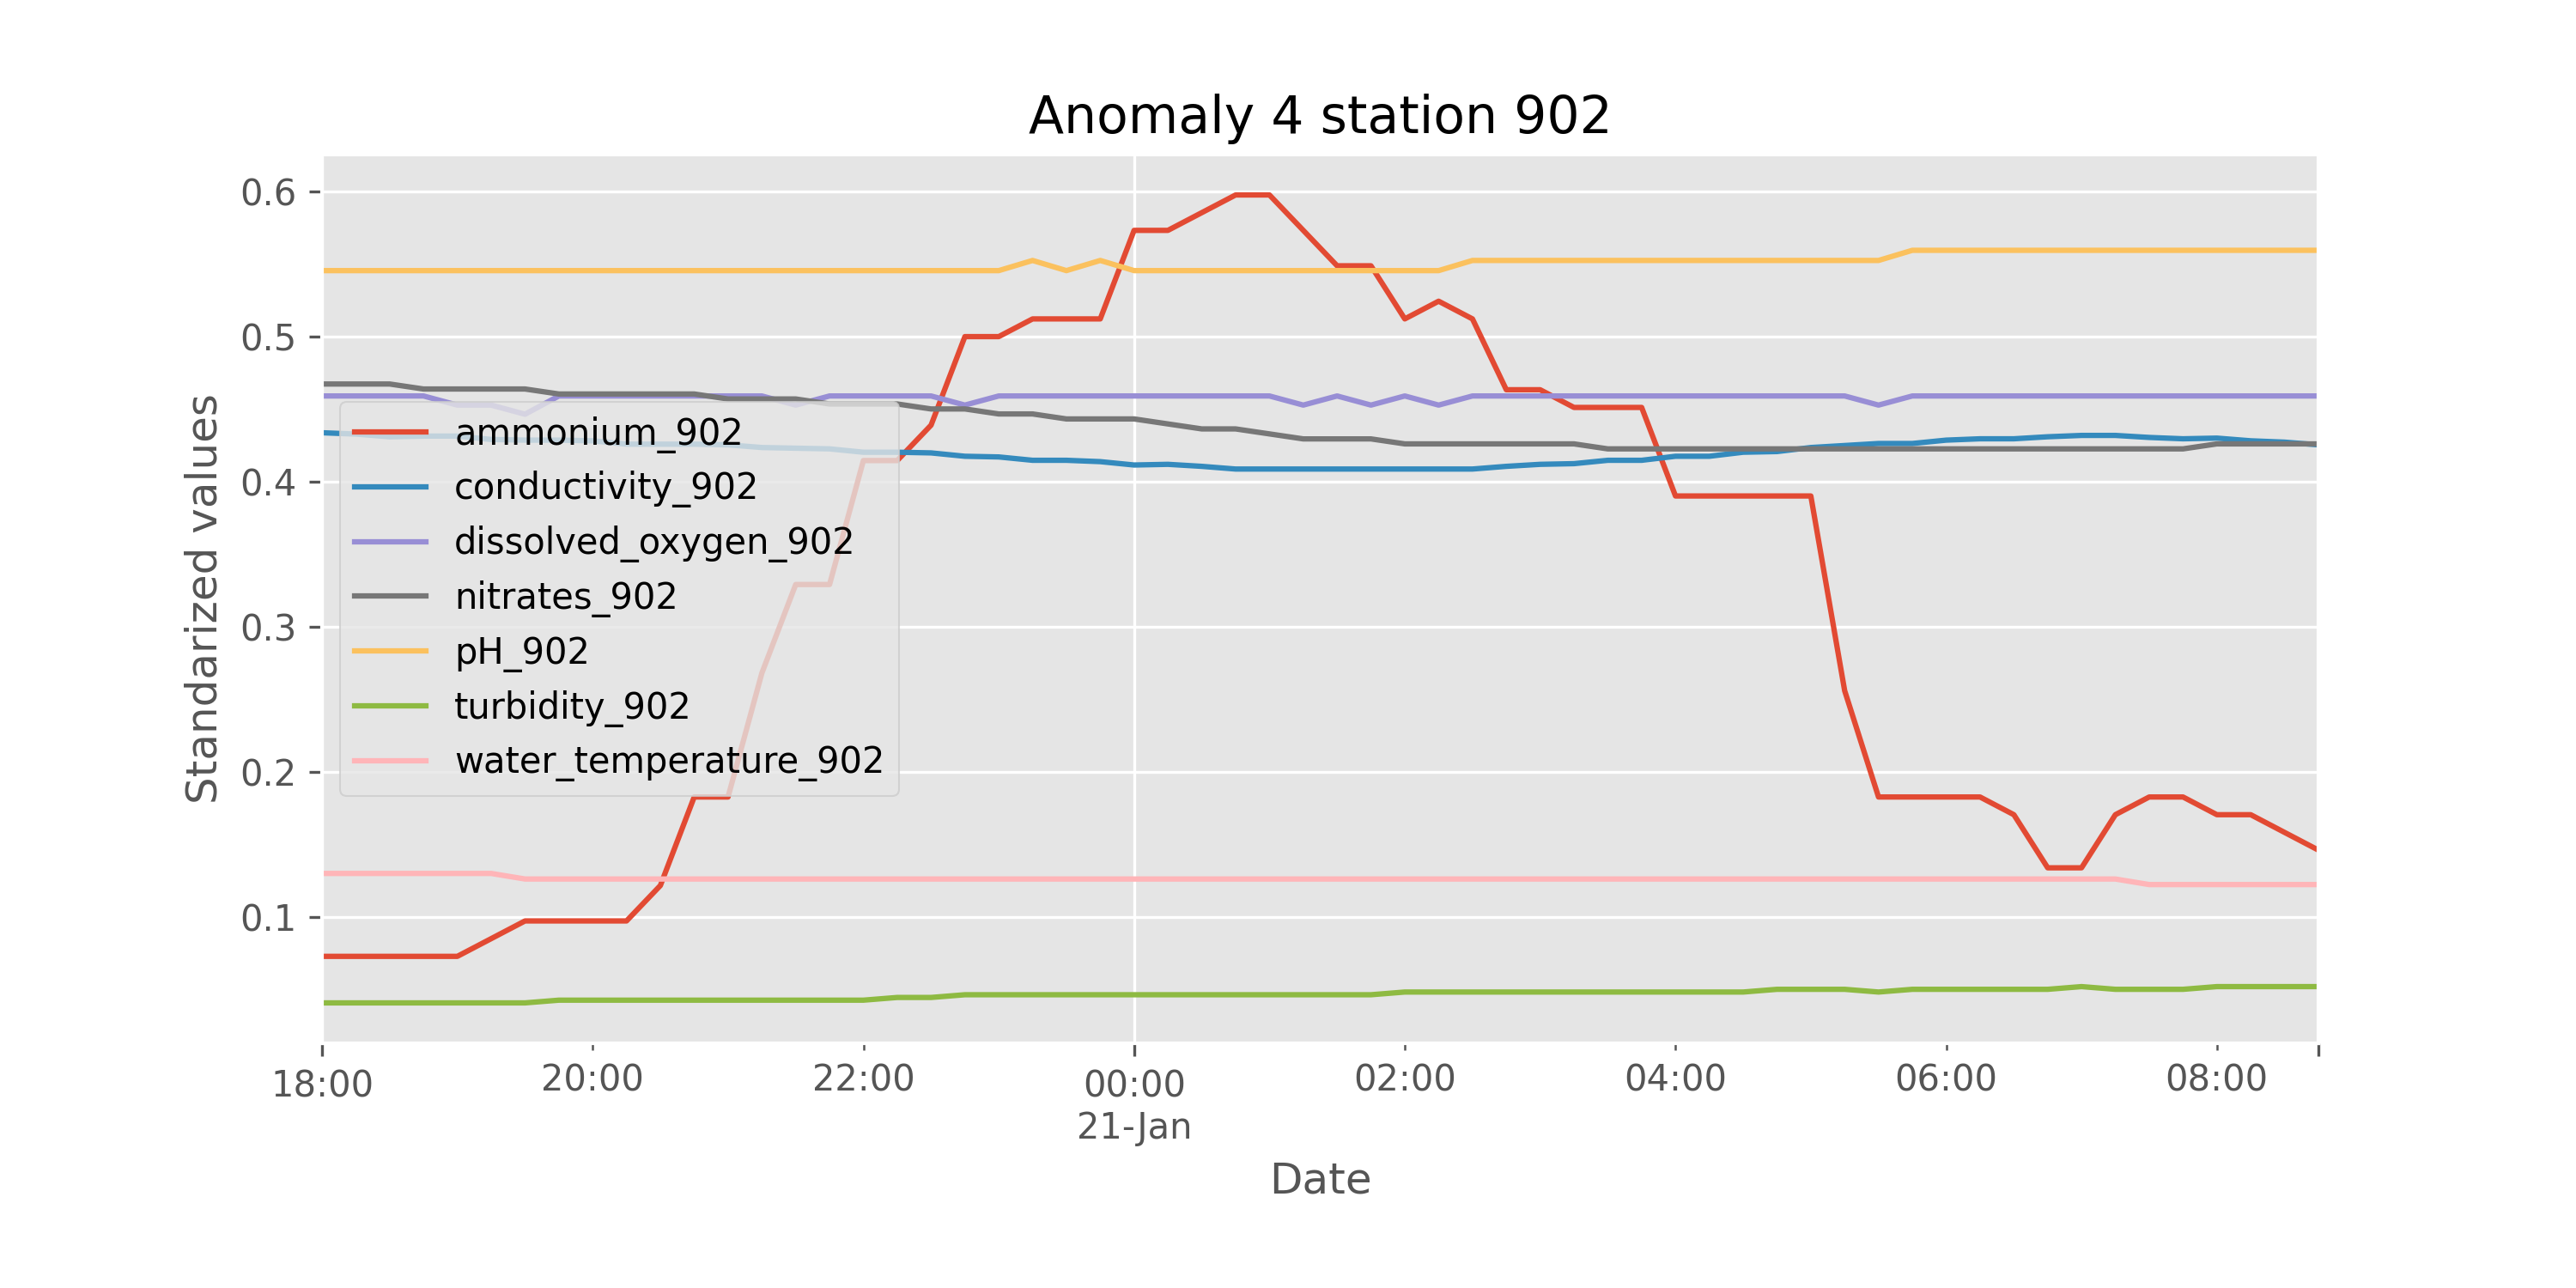 Anomaly 4 station 902
Standarized values
0.6
0.5
0.4
0.3
0.2
0.1
ammonium_902
conductivity_902
dissolved_oxygen_902
nitrates_902
pH_902
turbidity_902
water_temperature_902
18:00 20:00 22:00 00:00 02:00 04:00 06:00 08:00
21-Jan
Date